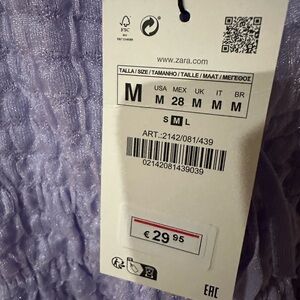 FSC
www.zara.com
TALLA / SIZE / TAMANHO / TAILLE / MAAT / ΜΕΓΕΘΟΣ
M
USA MEX UK IT BR
M 28 M M M
S M L
ART.:2142/081/439
02142081439039
€ 29 95
EAC